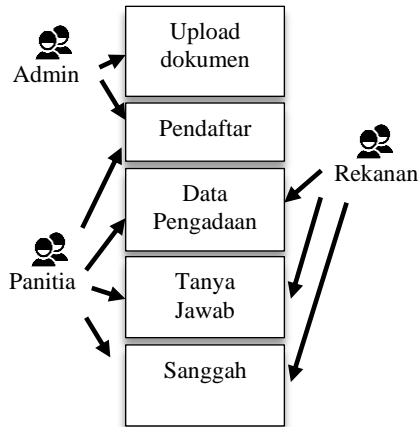 Upload
dokumen
Admin
Pendaftar
Rekanan
Data
Pengadaan
Panitia
Tanya
Jawab
Sanggah